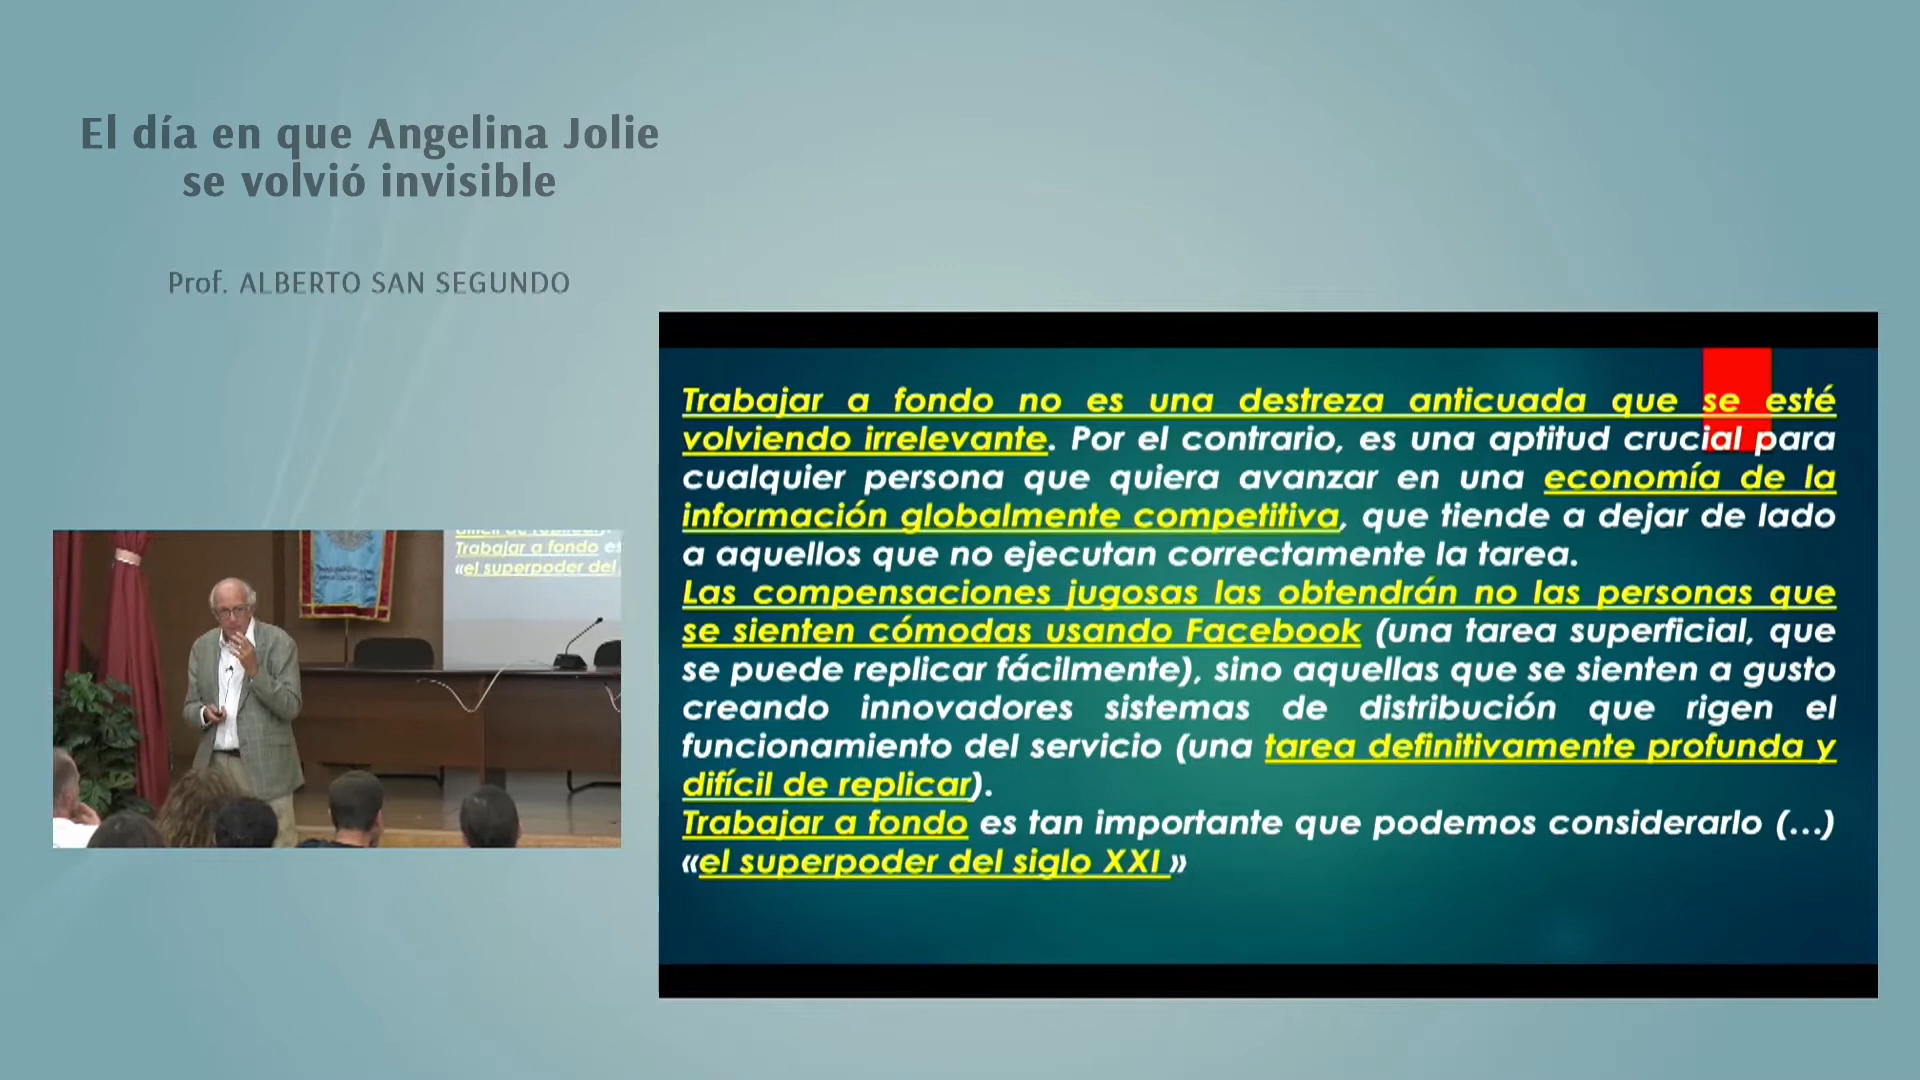 El día en que Angelina Jolie
se volvió invisible
Prof. ALBERTO SAN SEGUNDO
Trabajar a fondo no es una destreza anticuada que se esté
volviendo irrelevante. Por el contrario, es una aptitud crucial para
cualquier persona que quiera avanzar en una economía de la
información globalmente competitiva, que tiende a dejar de lado
a aquellos que no ejecutan correctamente la tarea.
Las compensaciones jugosas las obtendrán no las personas que
se sienten cómodas usando Facebook (una tarea superficial, que
se puede replicar fácilmente), sino aquellas que se sienten a gusto
creando innovadores sistemas de distribución que rigen el
funcionamiento del servicio (una tarea definitivamente profunda y
difícil de replicar).
Trabajar a fondo es tan importante que podemos considerarlo (...)
«el superpoder del siglo XXI »
difícil de replicar).
Trabajar a fondo es
«el superpoder del